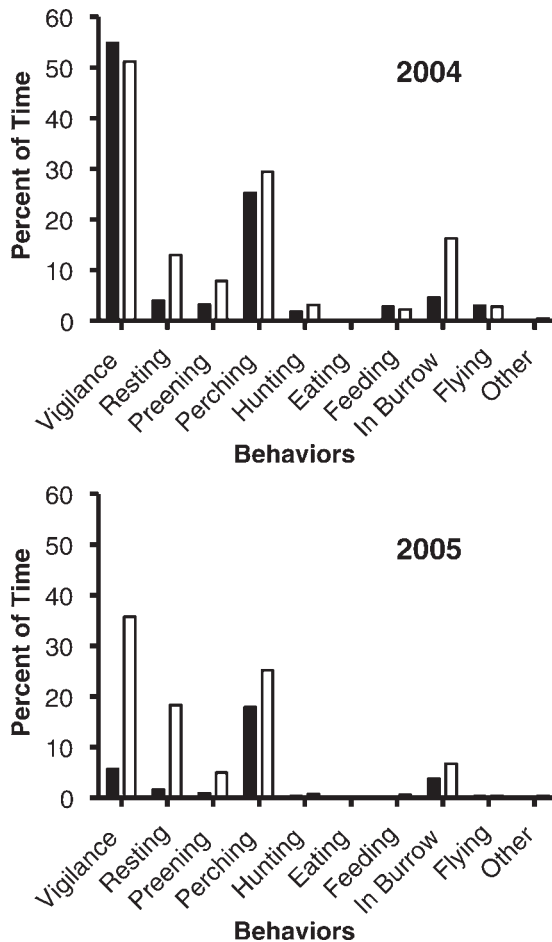 60
50
40
30
20
10
0
Percent of Time
2004
Vigilance
Resting
Preening
Perching
Hunting
Eating
Feeding
In Burrow
Flying
Other
Behaviors
60
50
40
30
20
10
0
Percent of Time
2005
Vigilance
Resting
Preening
Perching
Hunting
Eating
Feeding
In Burrow
Flying
Other
Behaviors